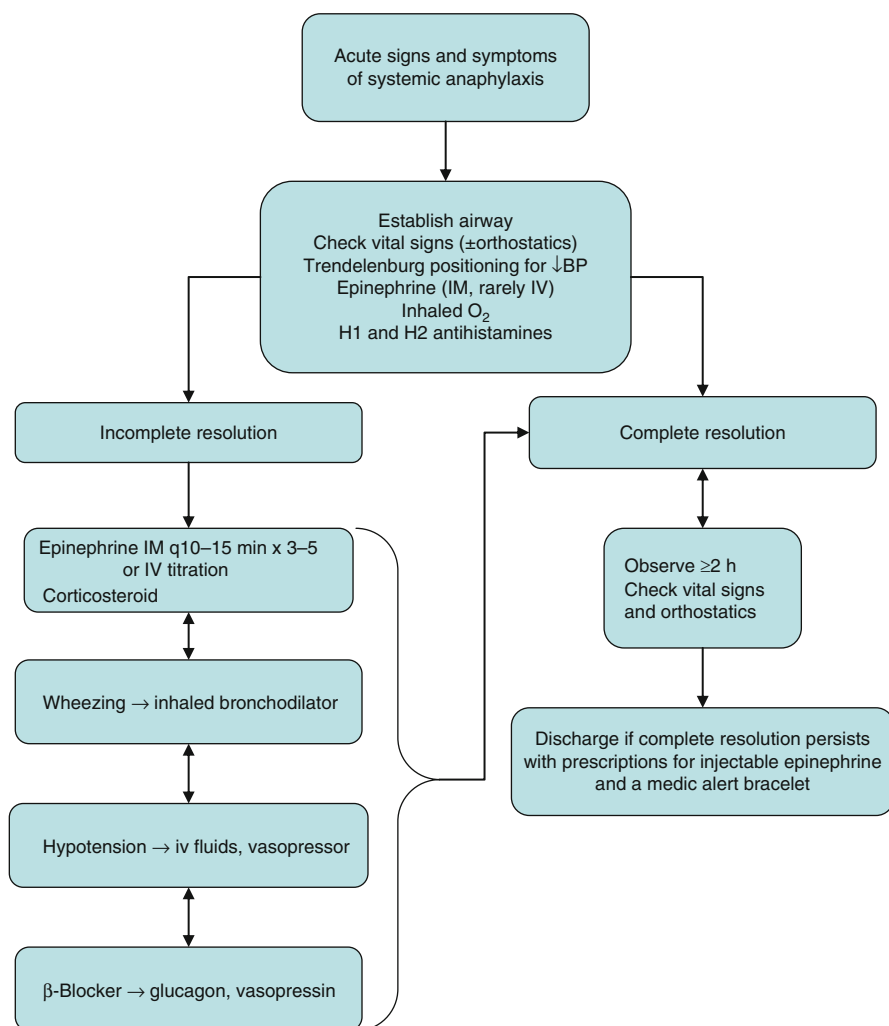 Acute signs and symptoms
of systemic anaphylaxis
Establish airway
Check vital signs (±orthostatics)
Trendelenburg positioning for ↓BP
Epinephrine (IM, rarely IV)
Inhaled O₂
H1 and H2 antihistamines
Incomplete resolution
Epinephrine IM q10–15 min x 3–5
or IV titration
Corticosteroid
Wheezing → inhaled bronchodilator
Hypotension → iv fluids, vasopressor
β-Blocker → glucagon, vasopressin
Complete resolution
Observe ≥2 h
Check vital signs
and orthostatics
Discharge if complete resolution persists
with prescriptions for injectable epinephrine
and a medic alert bracelet